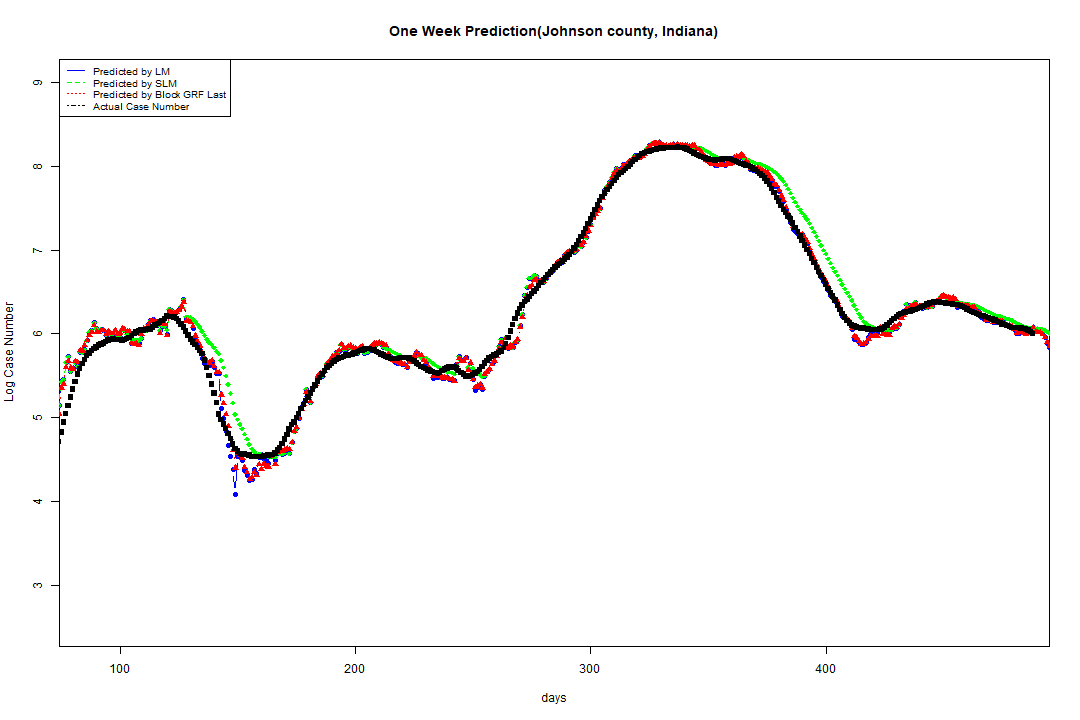 One Week Prediction(Johnson county, Indiana)
Predicted by LM
Predicted by SLM
Predicted by Block GRF Last
Actual Case Number
9
8
7
6
5
4
3
Log Case Number
100 200 300 400
days